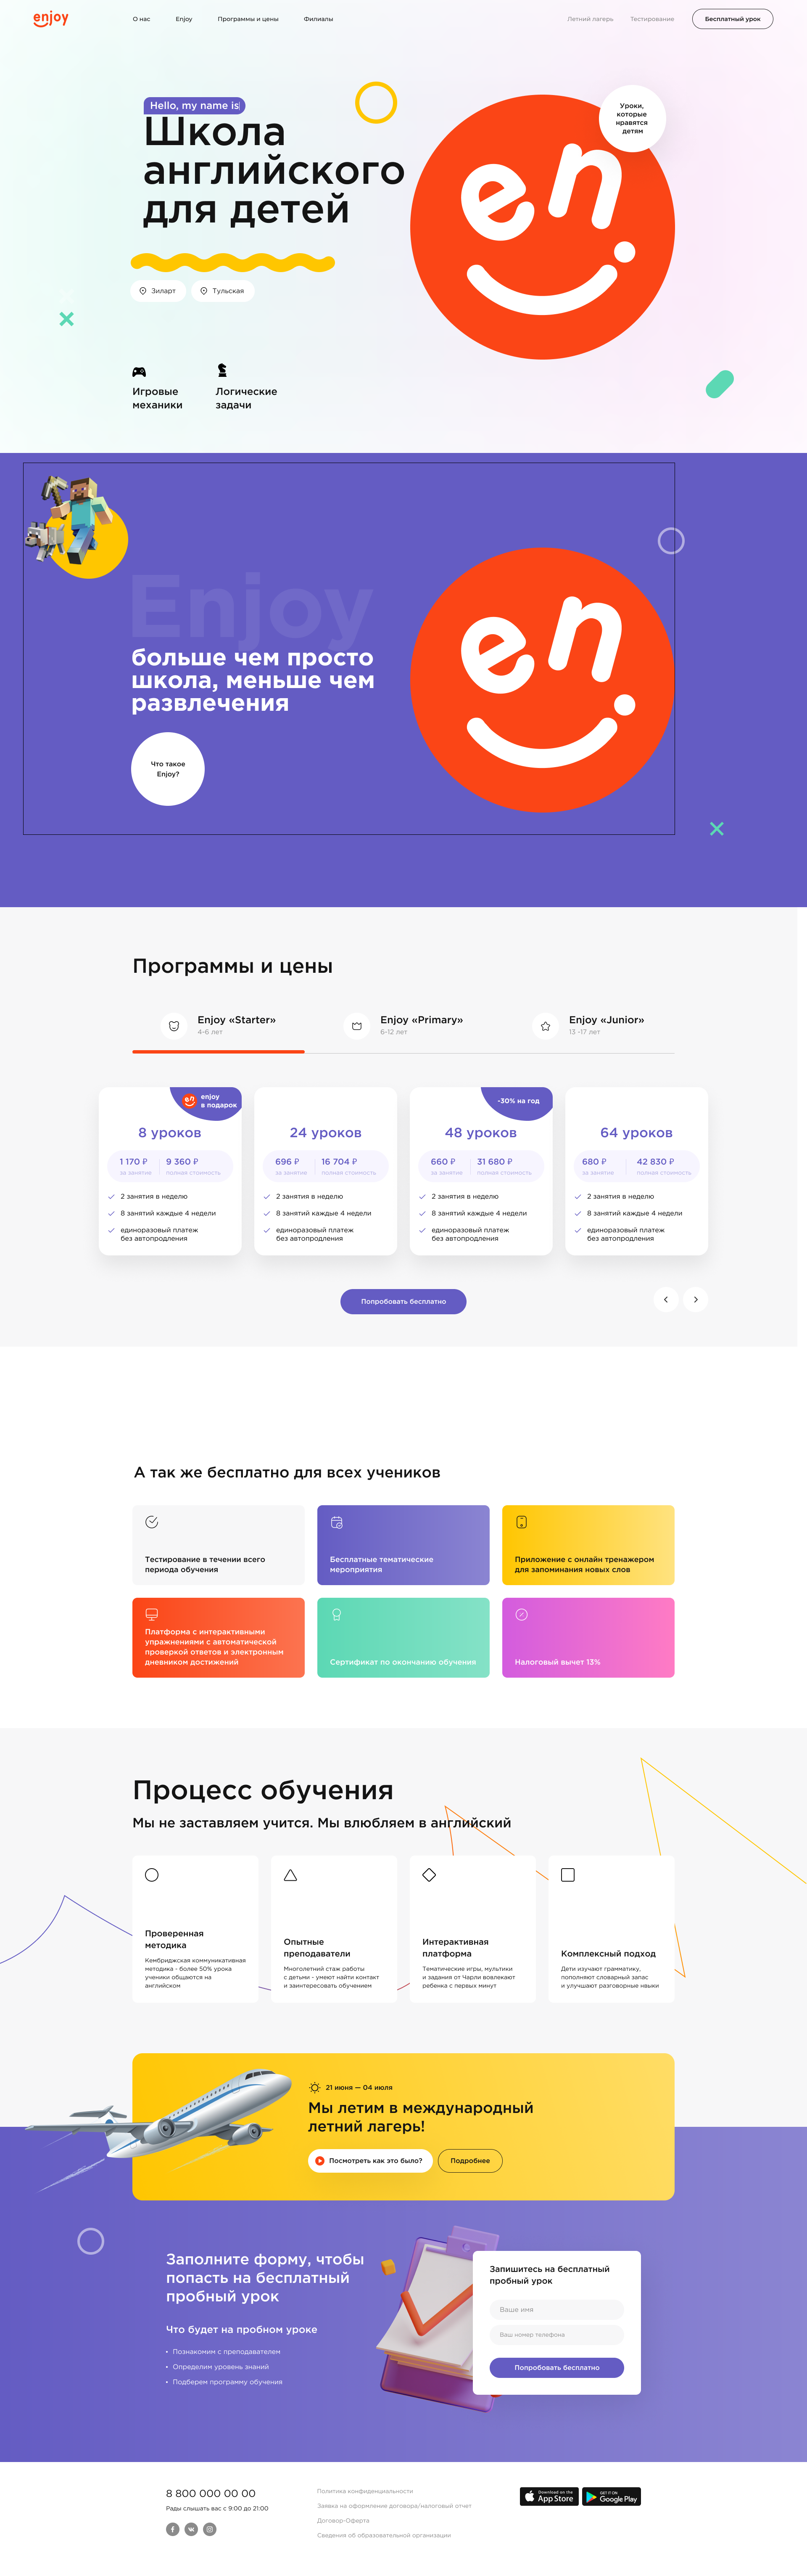 enjoy
О нас
Enjoy
Программы и цены
Филиалы
Летний лагерь
Тестирование
Бесплатный урок
Hello, my name is
Школа
английского
для детей
en
Уроки,
которые
нравятся
детям
Зиларт
Тульская
Игровые
механики
Логические
задачи
Enjoy
больше чем просто
школа, меньше чем
развлечения
en
Что такое
Enjoy?
Программы и цены
Enjoy «Starter»
4-6 лет
Enjoy «Primary»
6-12 лет
Enjoy «Junior»
13 -17 лет
en
enjoy
в подарок
8 уроков
1 170 ₽
за занятие
9 360 ₽
полная стоимость
2 занятия в неделю
8 занятий каждые 4 недели
единоразовый платеж
без автопродления
24 уроков
696 ₽
за занятие
16 704 ₽
полная стоимость
2 занятия в неделю
8 занятий каждые 4 недели
единоразовый платеж
без автопродления
-30% на год
48 уроков
660 ₽
за занятие
31 680 ₽
полная стоимость
2 занятия в неделю
8 занятий каждые 4 недели
единоразовый платеж
без автопродления
64 уроков
680 ₽
за занятие
42 830 ₽
полная стоимость
2 занятия в неделю
8 занятий каждые 4 недели
единоразовый платеж
без автопродления
Попробовать бесплатно
А так же бесплатно для всех учеников
Тестирование в течении всего
периода обучения
Бесплатные тематические
мероприятия
Приложение с онлайн тренажером
для запоминания новых слов
Платформа с интерактивными
упражнениями с автоматической
проверкой ответов и электронным
дневником достижений
Сертификат по окончанию обучения
Налоговый вычет 13%
Процесс обучения
Мы не заставляем учится. Мы влюбляем в английский
Проверенная
методика
Кембриджская коммуникативная
методика - более 50% урока
ученики общаются на
английском
Опытные
преподаватели
Многолетний стаж работы
с детьми - умеют найти контакт
и заинтересовать обучением
Интерактивная
платформа
Тематические игры, мультики
и задания от Чарли вовлекают
ребенка с первых минут
Комплексный подход
Дети изучают грамматику,
пополняют словарный запас
и улучшают разговорные навыки
21 июня — 04 июля
Мы летим в международный
летний лагерь!
Посмотреть как это было?
Подробнее
Заполните форму, чтобы
попасть на бесплатный
пробный урок
Что будет на пробном уроке
• Познакомим с преподавателем
• Определим уровень знаний
• Подберем программу обучения
Запишитесь на бесплатный
пробный урок
Ваше имя
Ваш номер телефона
Попробовать бесплатно
8 800 000 00 00
Рады слышать вас с 9:00 до 21:00
Политика конфиденциальности
Заявка на оформление договора/налоговый отчет
Договор-Оферта
Сведения об образовательной организации
Download on the
App Store
GET IT ON
Google Play